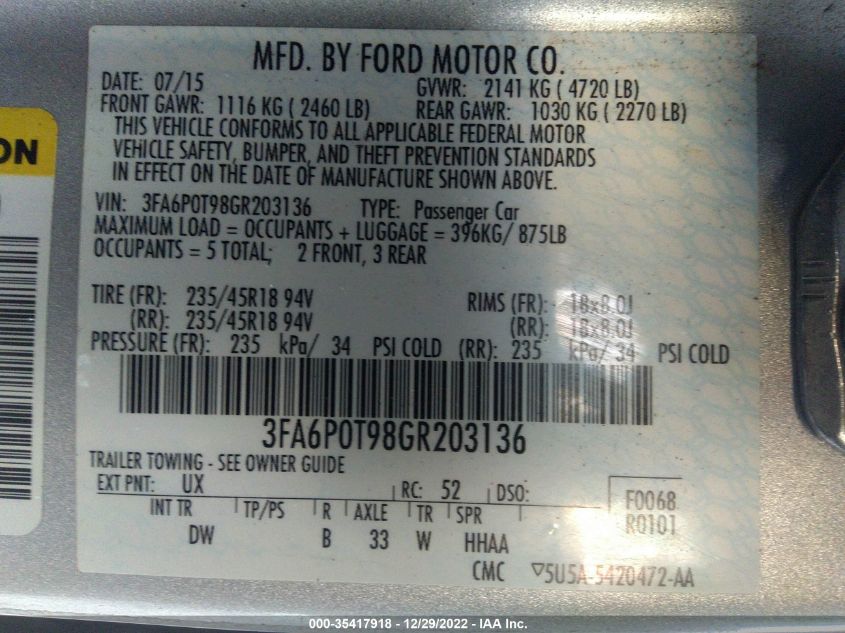 MFD. BY FORD MOTOR CO.
DATE: 07/15
GVWR: 2141 KG ( 4720 LB)
FRONT GAWR: 1116 KG ( 2460 LB)
REAR GAWR: 1030 KG ( 2270 LB)
THIS VEHICLE CONFORMS TO ALL APPLICABLE FEDERAL MOTOR
VEHICLE SAFETY, BUMPER, AND THEFT PREVENTION STANDARDS
IN EFFECT ON THE DATE OF MANUFACTURE SHOWN ABOVE.
VIN: 3FA6P0T98GR203136 TYPE: Passenger Car
MAXIMUM LOAD = OCCUPANTS + LUGGAGE = 396KG/ 875LB
OCCUPANTS = 5 TOTAL; 2 FRONT, 3 REAR
TIRE (FR): 235/45R18 94V RIMS (FR): 18x8.0J
(RR): 235/45R18 94V (RR): 18x8.0J
PRESSURE (FR): 235 kPa/ 34 PSI COLD (RR): 235 kPa/ 34 PSI COLD
3FA6P0T98GR203136
TRAILER TOWING - SEE OWNER GUIDE
EXT PNT: UX RC: 52 DSO:
F0068
R0101
INT TR TP/PS R AXLE TR SPR
DW B 33 W HHAA
CMC ▽5U5A-5420472-AA
ON
000-35417918 - 12/29/2022 - IAA Inc.